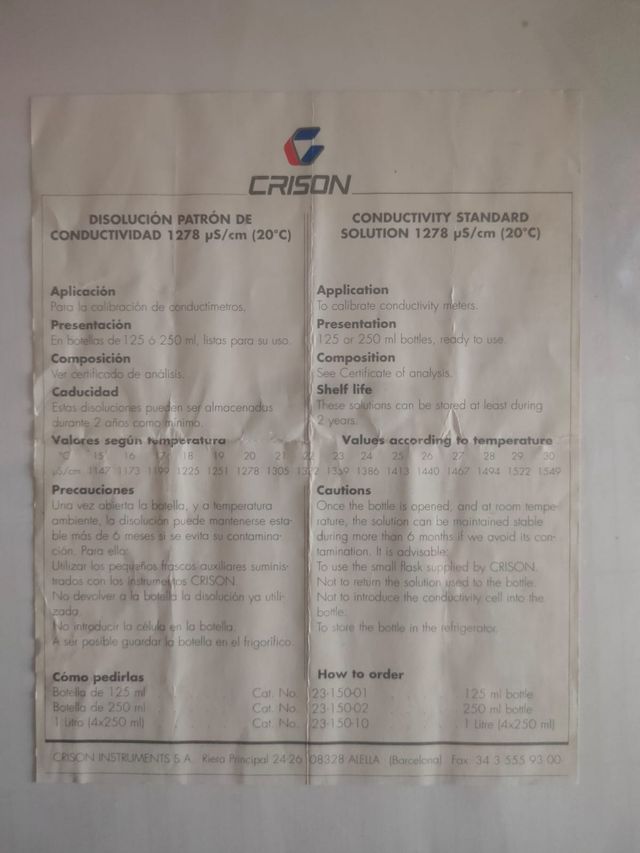 CRISON
DISOLUCIÓN PATRÓN DE
CONDUCTIVIDAD 1278 µS/cm (20°C)
Aplicación
Para la calibración de conductímetros.
Presentación
En botellas de 125 ó 250 ml, listas para su uso.
Composición
Ver certificado de análisis.
Caducidad
Estas disoluciones pueden ser almacenadas
durante 2 años como mínimo.
CONDUCTIVITY STANDARD
SOLUTION 1278 µS/cm (20°C)
Application
To calibrate conductivity meters.
Presentation
125 or 250 ml bottles, ready to use.
Composition
See Certificate of analysis.
Shelf life
These solutions can be stored at least during
2 years.
Valores según temperatura Values according to temperature
°C 15 16 17 18 19 20 21 22 23 24 25 26 27 28 29 30
µS/cm 1147 1173 1199 1225 1251 1278 1305 1332 1359 1386 1413 1440 1467 1494 1522 1549
Precauciones
Una vez abierta la botella, y a temperatura
ambiente, la disolución puede mantenerse esta-
ble más de 6 meses si se evita su contamina-
ción. Para ello:
Utilizar los pequeños frascos auxiliares suminis-
trados con los instrumentos CRISON.
No devolver a la botella la disolución ya utili-
zada.
No introducir la célula en la botella.
A ser posible guardar la botella en el frigorífico.
Cautions
Once the bottle is opened, and at room tempe-
rature, the solution can be maintained stable
during more than 6 months if we avoid its con-
tamination. It is advisable:
To use the small flask supplied by CRISON.
Not to return the solution used to the bottle.
Not to introduce the conductivity cell into the
bottle.
To store the bottle in the refrigerator.
Cómo pedirlas How to order
Botella de 125 ml Cat. No. 23-150-01 125 ml bottle
Botella de 250 ml Cat. No. 23-150-02 250 ml bottle
1 Litro (4x250 ml) Cat. No. 23-150-10 1 Litre (4x250 ml)
CRISON INSTRUMENTS S.A. Riera Principal 24-26 08328 ALELLA (Barcelona) Fax 34 3 555 93 00